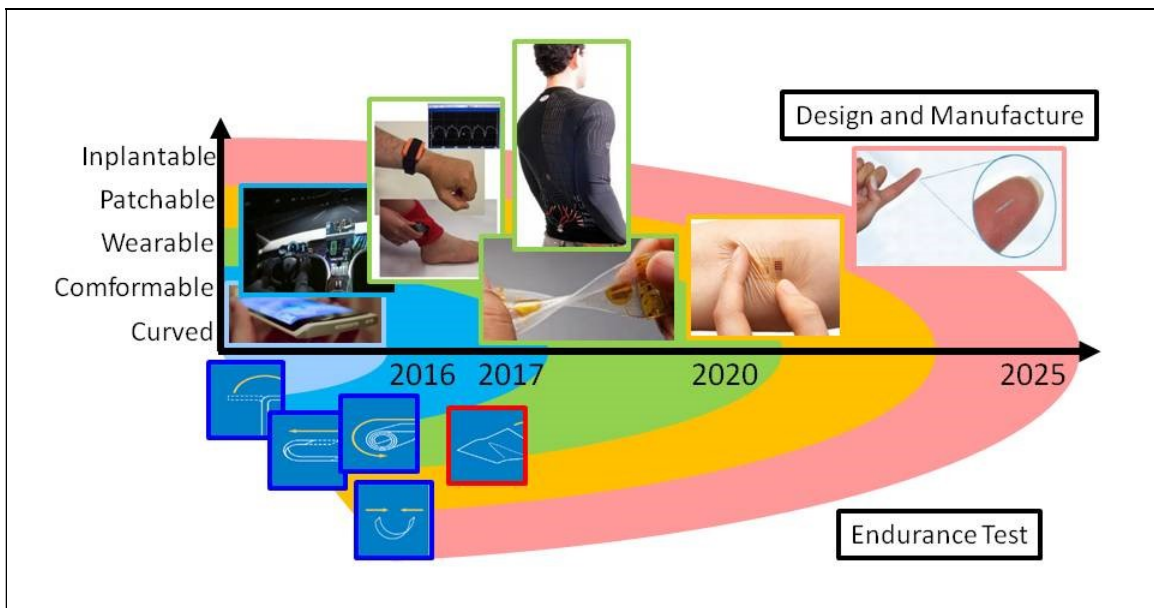 Design and Manufacture
Inplantable
Patchable
Wearable
Comformable
Curved
2016
2017
2020
2025
Endurance Test